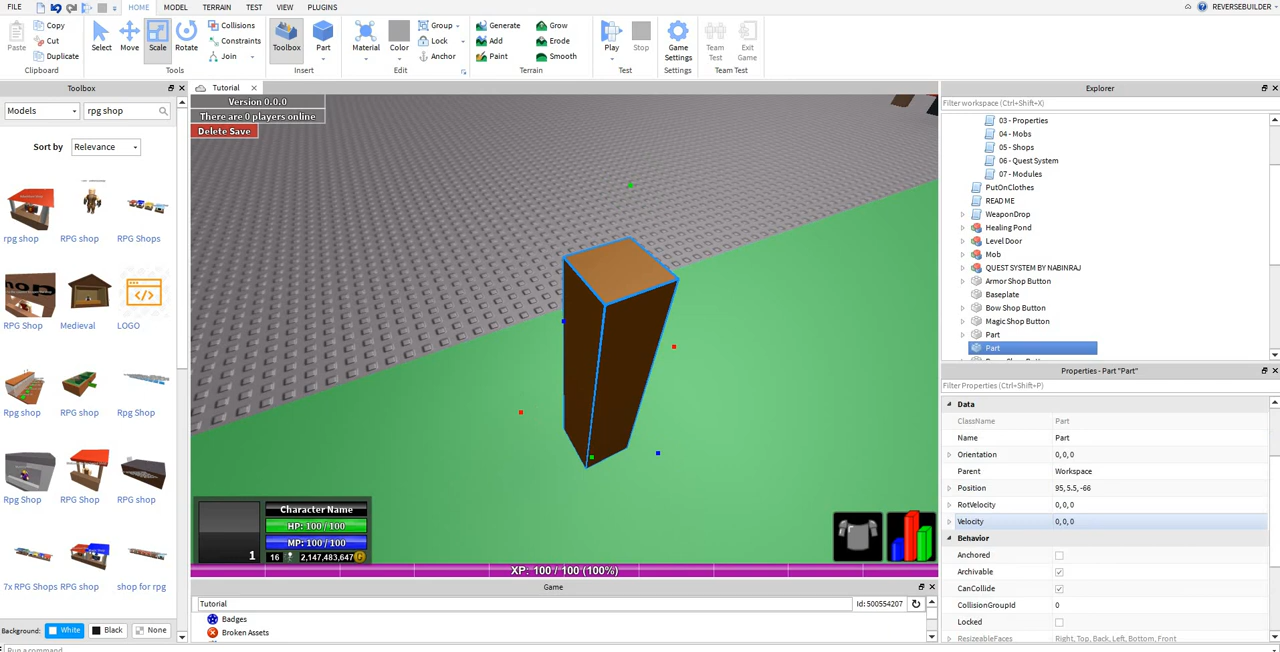 FILE HOME MODEL TERRAIN TEST VIEW PLUGINS REVERSEBUILDER
Paste Copy Cut Duplicate Select Move Scale Rotate Collisions Constraints Join Toolbox Part Material Color Group Lock Anchor Generate Add Paint Grow Erode Smooth Play Stop Game Settings Team Test Exit Game
Clipboard Tools Insert Edit Terrain Test Settings Team Test
Toolbox
Models rpg shop
Sort by Relevance
rpg shop RPG shop RPG Shops
RPG Shop Medieval LOGO
Rpg shop RPG shop Rpg Shop
Rpg Shop RPG Shop rpg shop
7x RPG Shops RPG shop shop for rpg
Background: White Black None
Run a command
Tutorial
Version 0.0.0
There are 0 players online
Delete Save
1
Character Name
HP: 100 / 100
MP: 100 / 100
16 2,147,483,647
XP: 100 / 100 (100%)
Game
Tutorial Id: 500554207
Badges
Broken Assets
Explorer
Filter workspace (Ctrl+Shift+X)
03 - Properties
04 - Mobs
05 - Shops
06 - Quest System
07 - Modules
PutOnClothes
READ ME
WeaponDrop
Healing Pond
Level Door
Mob
QUEST SYSTEM BY NABINRAJ
Armor Shop Button
Baseplate
Bow Shop Button
Magic Shop Button
Part
Part
Properties - Part "Part"
Filter Properties (Ctrl+Shift+P)
Data
ClassName Part
Name Part
Orientation 0, 0, 0
Parent Workspace
Position 95, 5.5, -66
RotVelocity 0, 0, 0
Velocity 0, 0, 0
Behavior
Anchored
Archivable
CanCollide
CollisionGroupId 0
Locked
ResizeableFaces Right, Top, Back, Left, Bottom, Front